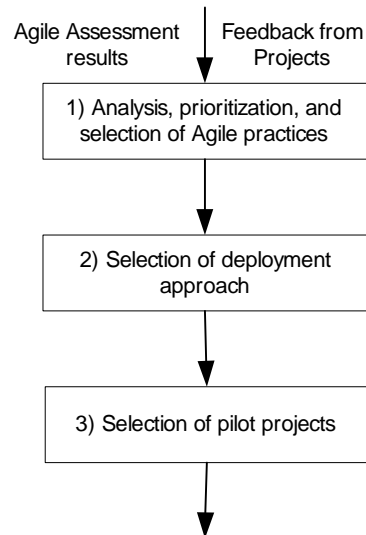 Agile Assessment
results
Feedback from
Projects
1) Analysis, prioritization, and
selection of Agile practices
2) Selection of deployment
approach
3) Selection of pilot projects